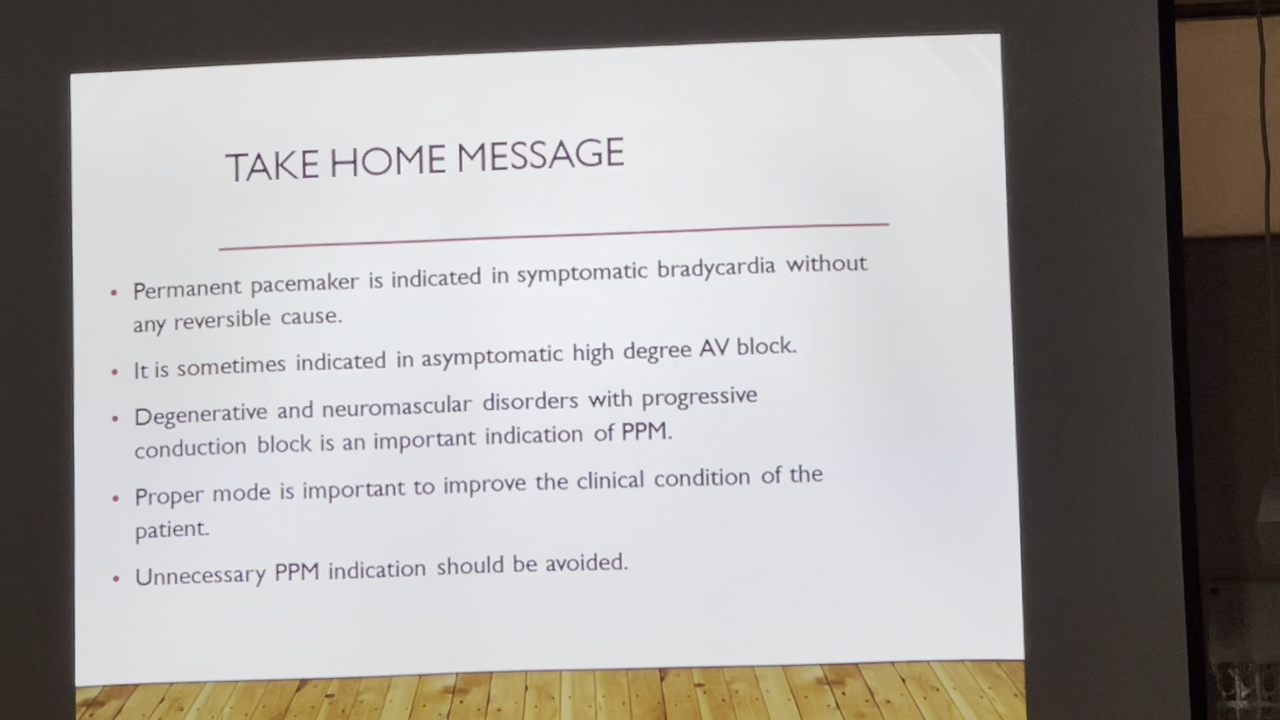 TAKE HOME MESSAGE
• Permanent pacemaker is indicated in symptomatic bradycardia without
any reversible cause.
• It is sometimes indicated in asymptomatic high degree AV block.
• Degenerative and neuromascular disorders with progressive
conduction block is an important indication of PPM.
• Proper mode is important to improve the clinical condition of the
patient.
• Unnecessary PPM indication should be avoided.